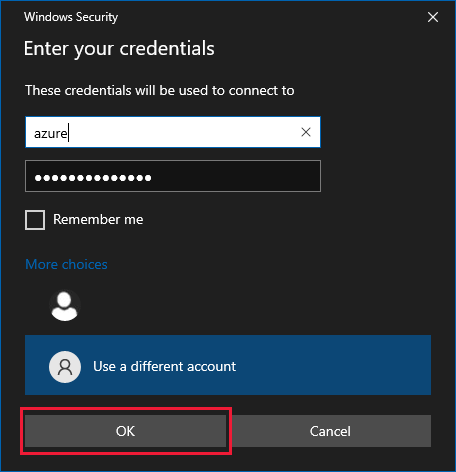 Windows Security
Enter your credentials
These credentials will be used to connect to
azure
●●●●●●●●●●●●●●
Remember me
More choices
Use a different account
OK
Cancel